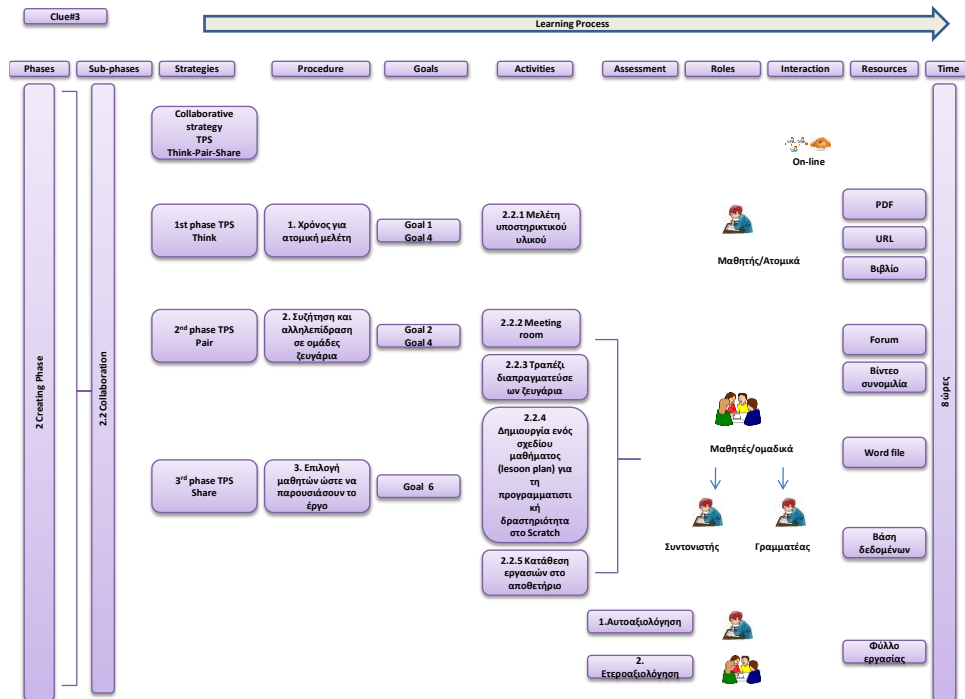 Clue#3
Learning Process
Phases
Sub-phases
Strategies
Procedure
Goals
Activities
Assessment
Roles
Interaction
Resources
Time
2 Creating Phase
2.2 Collaboration
Collaborative
strategy
TPS
Think-Pair-Share
On-line
1st phase TPS
Think
1. Χρόνος για
ατομική μελέτη
Goal 1
Goal 4
2.2.1 Μελέτη
υποστηρικτικού
υλικού
Μαθητής/Ατομικά
PDF
URL
Βιβλίο
2nd phase TPS
Pair
2. Συζήτηση και
αλληλεπίδραση
σε ομάδες
ζευγάρια
Goal 2
Goal 4
2.2.2 Meeting
room
2.2.3 Τραπέζι
διαπραγματεύσε
ων ζευγάρια
Forum
Βίντεο
συνομιλία
3rd phase TPS
Share
3. Επιλογή
μαθητών ώστε να
παρουσιάσουν το
έργο
Goal 6
2.2.4
Δημιουργία ενός
σχεδίου
μαθήματος
(lesoon plan) για
τη
προγραμματιστι
κή
δραστηριότητα
στο Scratch
Μαθητές/ομαδικά
Word file
Συντονιστής
Γραμματέας
Βάση
δεδομένων
2.2.5 Κατάθεση
εργασιών στο
αποθετήριο
1.Αυτοαξιολόγηση
2.
Ετεροαξιολόγηση
Φύλλο
εργασίας
8 ώρες